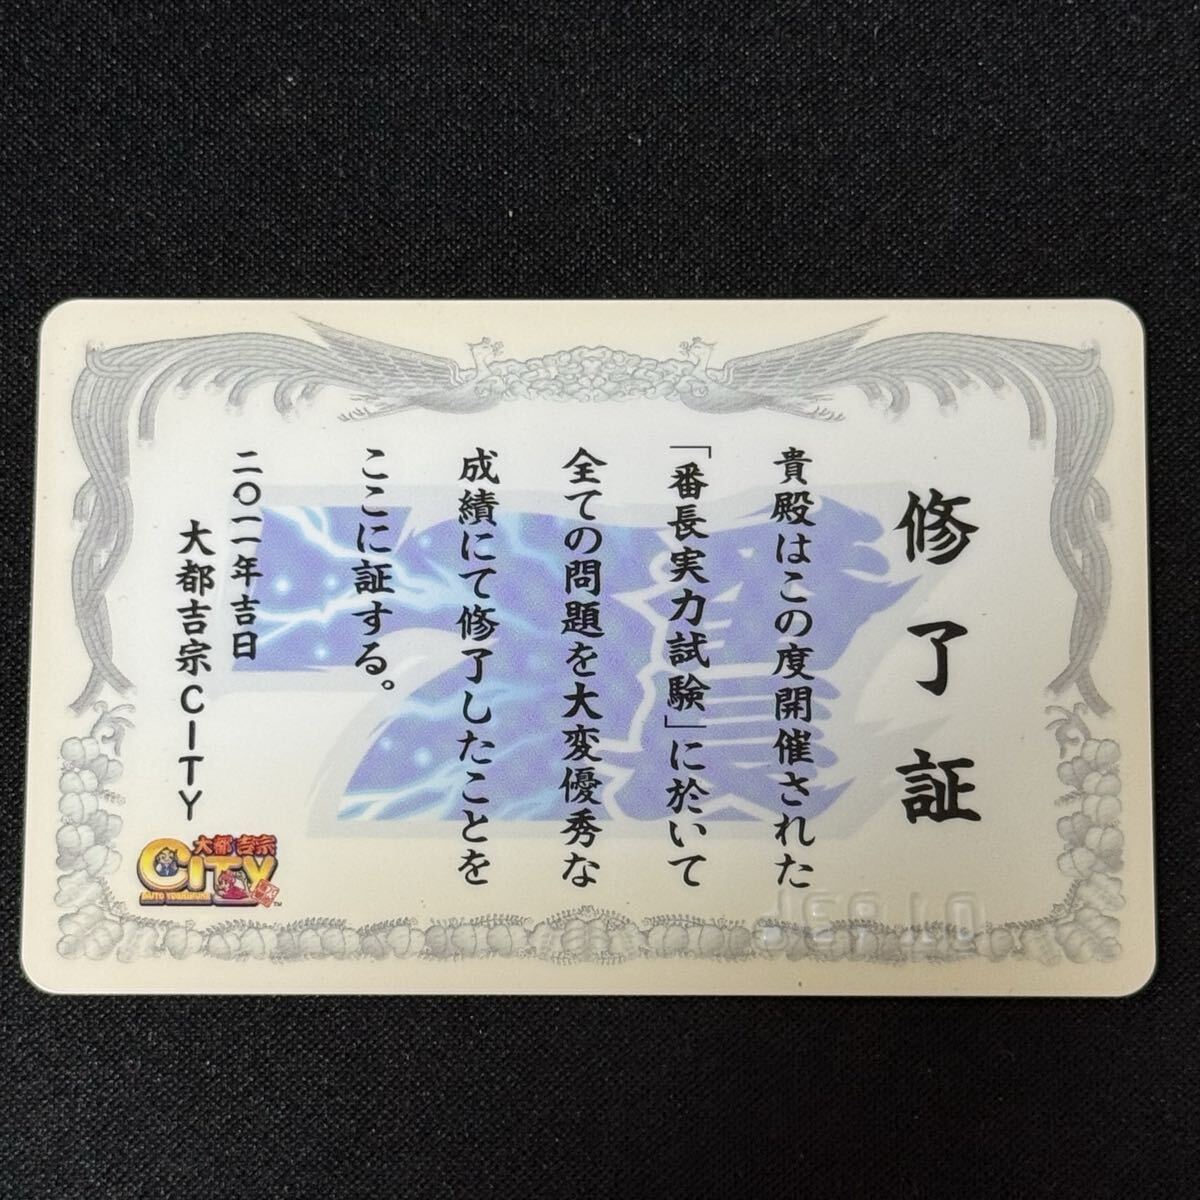 修了証
貴殿はこの度開催された
「番長実力試験」に於いて
全ての問題を大変優秀な
成績にて修了したことを
ここに証する。
二〇一一年吉日
大都吉宗CITY
大都吉宗
CITY